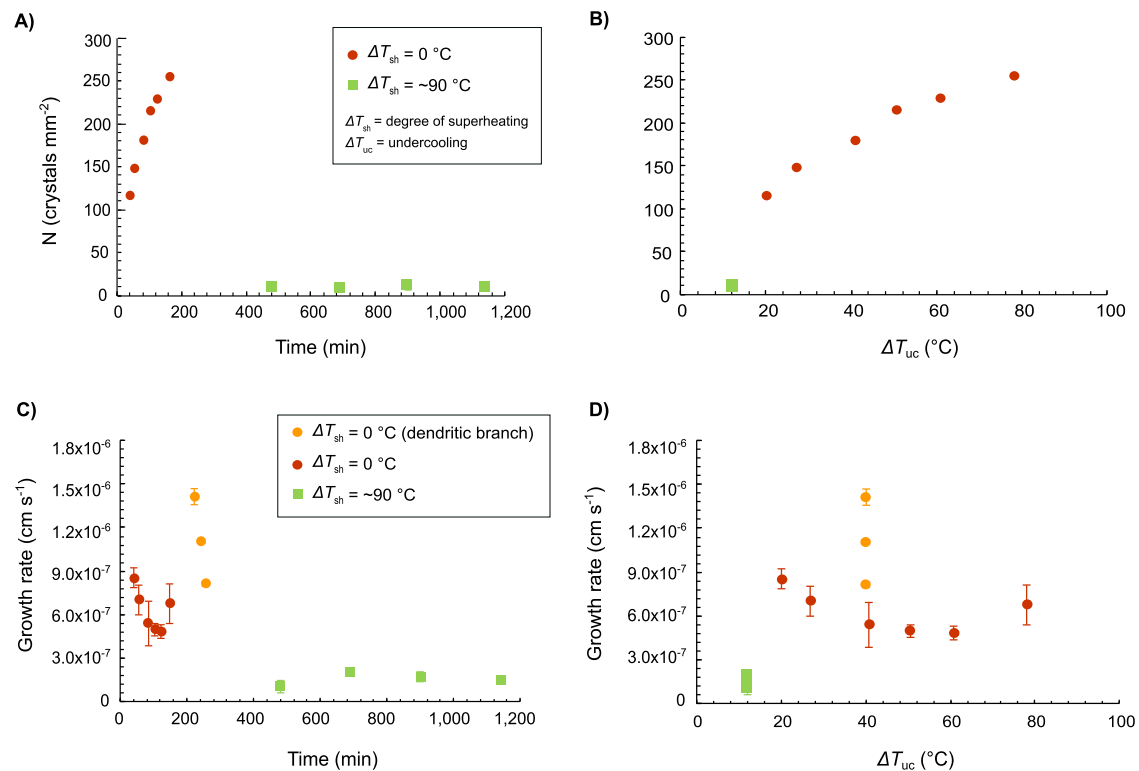 A)
300
250
200
150
100
50
0
N (crystals mm⁻²)
0 200 400 600 800 1,000 1,200
Time (min)
ΔTsh = 0 °C
ΔTsh = ~90 °C
ΔTsh = degree of superheating
ΔTuc = undercooling
B)
300
250
200
150
100
50
0
0 20 40 60 80 100
ΔTuc (°C)
C)
1.8x10⁻⁶
1.5x10⁻⁶
1.2x10⁻⁶
9.0x10⁻⁷
6.0x10⁻⁷
3.0x10⁻⁷
0
Growth rate (cm s⁻¹)
0 200 400 600 800 1,000 1,200
Time (min)
ΔTsh = 0 °C (dendritic branch)
ΔTsh = 0 °C
ΔTsh = ~90 °C
D)
1.8x10⁻⁶
1.5x10⁻⁶
1.2x10⁻⁶
9.0x10⁻⁷
6.0x10⁻⁷
3.0x10⁻⁷
0
Growth rate (cm s⁻¹)
0 20 40 60 80 100
ΔTuc (°C)